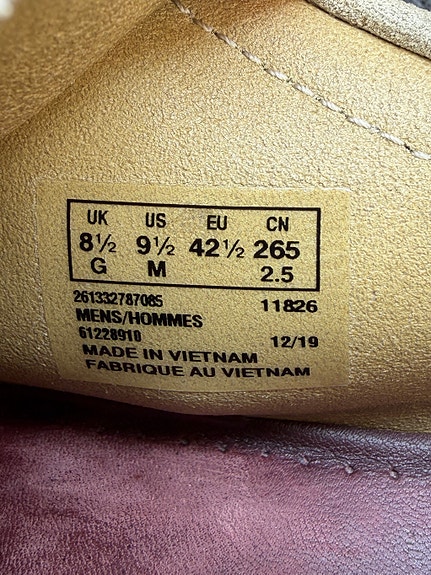 UK US EU CN
8½ 9½ 42½ 265
G M 2.5
261332787085 11826
MENS/HOMMES
61228910 12/19
MADE IN VIETNAM
FABRIQUE AU VIETNAM